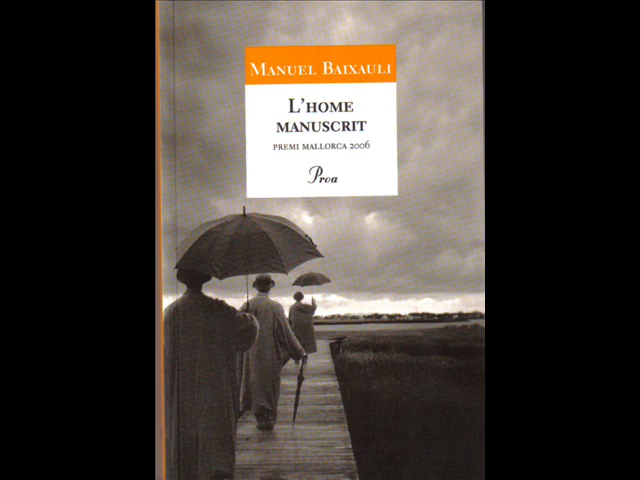 MANUEL BAIXAULI
L'HOME
MANUSCRIT
PREMI MALLORCA 2006
Proa